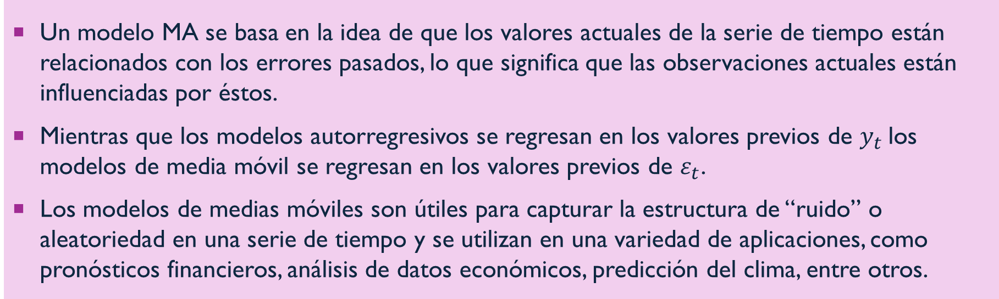 ▪ Un modelo MA se basa en la idea de que los valores actuales de la serie de tiempo están
relacionados con los errores pasados, lo que significa que las observaciones actuales están
influenciadas por éstos.
▪ Mientras que los modelos autorregresivos se regresan en los valores previos de 𝑦ₜ los
modelos de media móvil se regresan en los valores previos de 𝜀ₜ.
▪ Los modelos de medias móviles son útiles para capturar la estructura de “ruido” o
aleatoriedad en una serie de tiempo y se utilizan en una variedad de aplicaciones, como
pronósticos financieros, análisis de datos económicos, predicción del clima, entre otros.